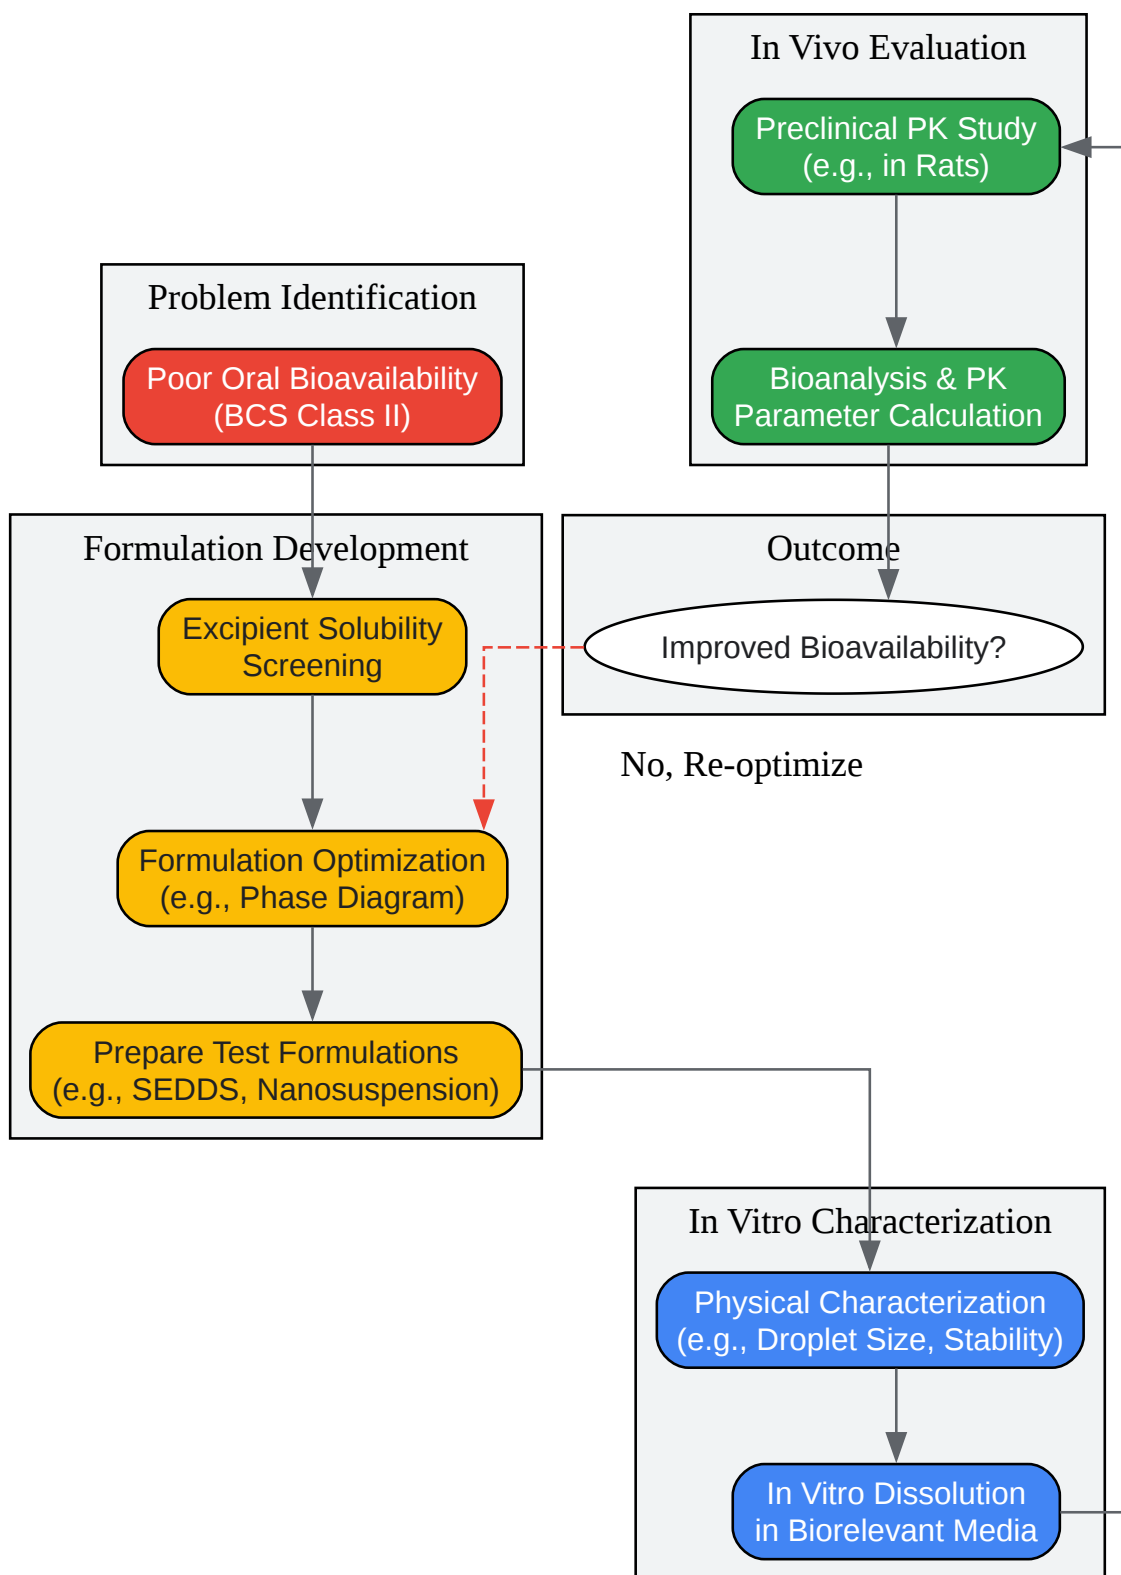 In Vivo Evaluation
Preclinical PK Study
(e.g., in Rats)
Bioanalysis & PK
Parameter Calculation
Problem Identification
Poor Oral Bioavailability
(BCS Class II)
Formulation Development
Excipient Solubility
Screening
Formulation Optimization
(e.g., Phase Diagram)
Prepare Test Formulations
(e.g., SEDDS, Nanosuspension)
Outcome
Improved Bioavailability?
No, Re-optimize
In Vitro Characterization
Physical Characterization
(e.g., Droplet Size, Stability)
In Vitro Dissolution
in Biorelevant Media